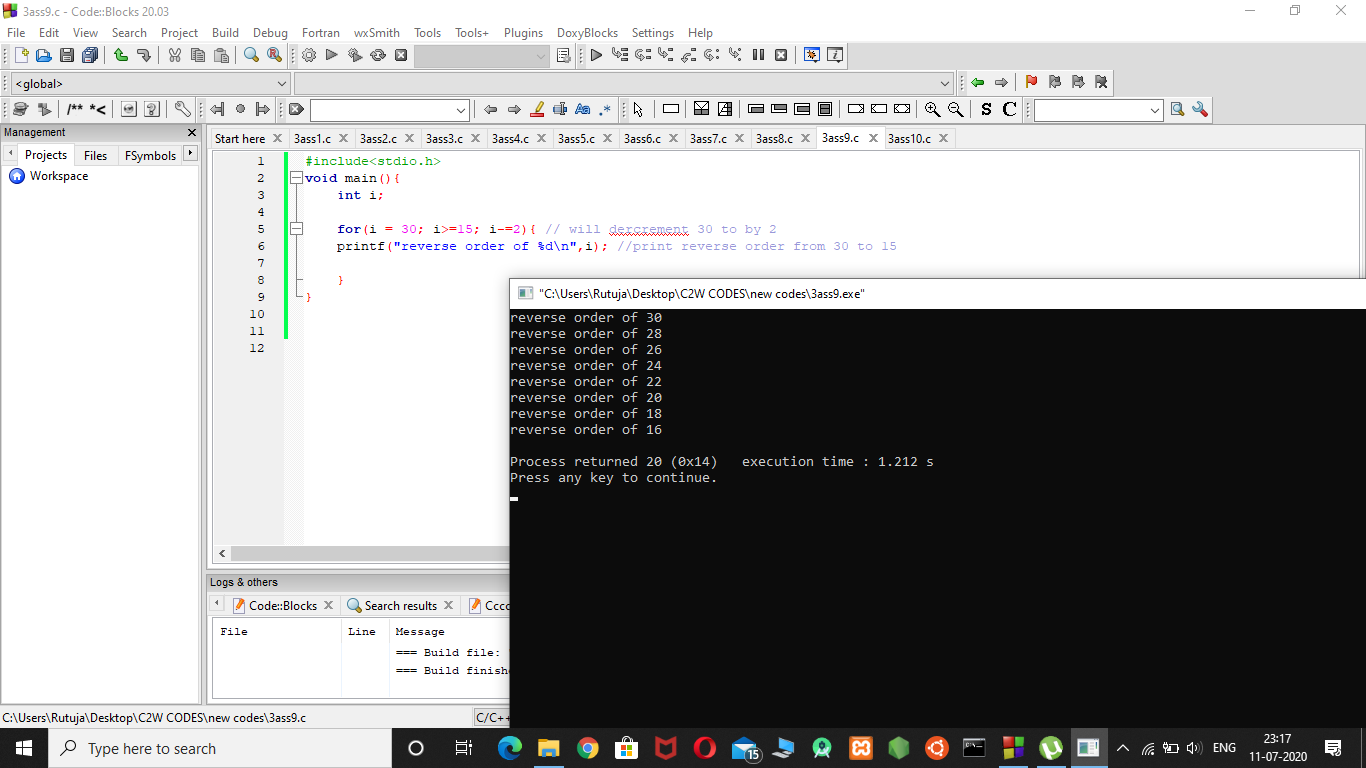 3ass9.c - Code::Blocks 20.03
File Edit View Search Project Build Debug Fortran wxSmith Tools Tools+ Plugins DoxyBlocks Settings Help
<global>
/** *< Aa .* S C
Management
Projects Files FSymbols
Workspace
Start here 3ass1.c 3ass2.c 3ass3.c 3ass4.c 3ass5.c 3ass6.c 3ass7.c 3ass8.c 3ass9.c 3ass10.c
1 #include<stdio.h>
2 void main(){
3 int i;
4
5 for(i = 30; i>=15; i-=2){ // will dercrement 30 to by 2
6 printf("reverse order of %d\n",i); //print reverse order from 30 to 15
7
8 }
9 }
10
11
12
"C:\Users\Rutuja\Desktop\C2W CODES\new codes\3ass9.exe"
reverse order of 30
reverse order of 28
reverse order of 26
reverse order of 24
reverse order of 22
reverse order of 20
reverse order of 18
reverse order of 16
Process returned 20 (0x14) execution time : 1.212 s
Press any key to continue.
Logs & others
Code::Blocks Search results Cccc
File Line Message
=== Build file:
=== Build finish
C:\Users\Rutuja\Desktop\C2W CODES\new codes\3ass9.c C/C++
Type here to search
15
ENG
23:17
11-07-2020